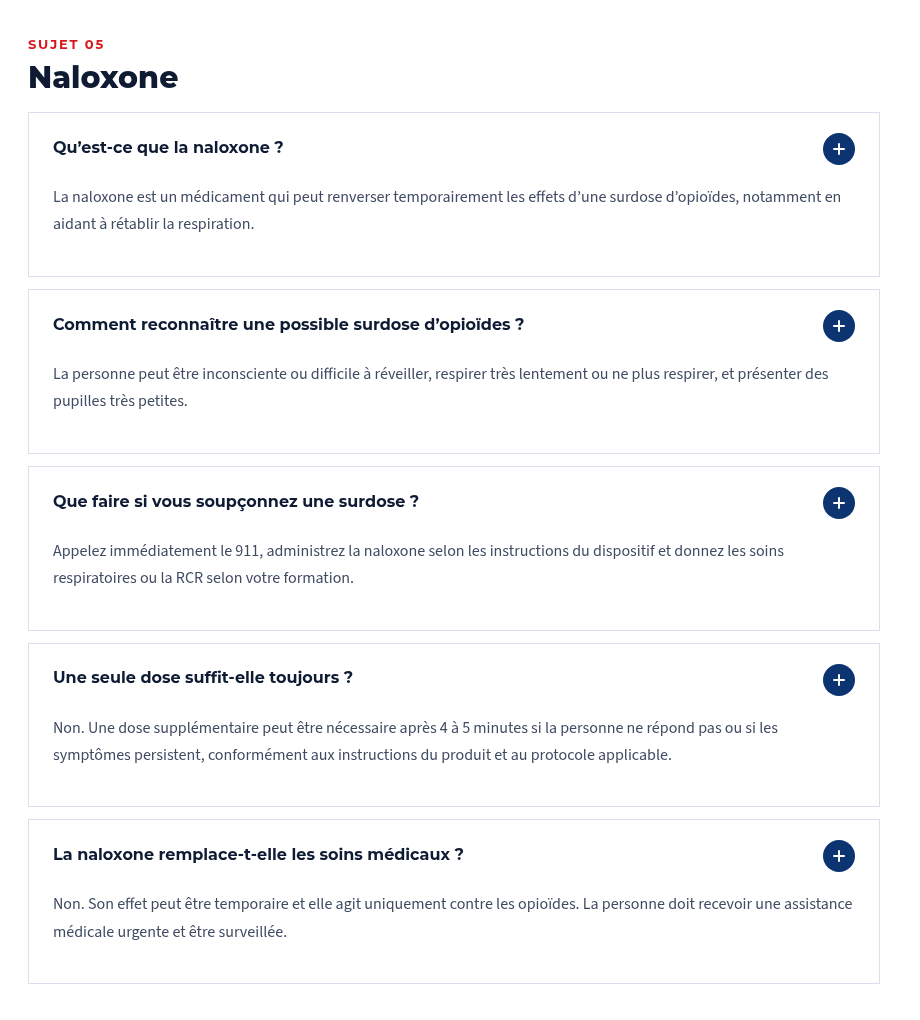 SUJET 05
Naloxone
Qu’est-ce que la naloxone ?
La naloxone est un médicament qui peut renverser temporairement les effets d’une surdose d’opioïdes, notamment en
aidant à rétablir la respiration.
Comment reconnaître une possible surdose d’opioïdes ?
La personne peut être inconsciente ou difficile à réveiller, respirer très lentement ou ne plus respirer, et présenter des
pupilles très petites.
Que faire si vous soupçonnez une surdose ?
Appelez immédiatement le 911, administrez la naloxone selon les instructions du dispositif et donnez les soins
respiratoires ou la RCR selon votre formation.
Une seule dose suffit-elle toujours ?
Non. Une dose supplémentaire peut être nécessaire après 4 à 5 minutes si la personne ne répond pas ou si les
symptômes persistent, conformément aux instructions du produit et au protocole applicable.
La naloxone remplace-t-elle les soins médicaux ?
Non. Son effet peut être temporaire et elle agit uniquement contre les opioïdes. La personne doit recevoir une assistance
médicale urgente et être surveillée.